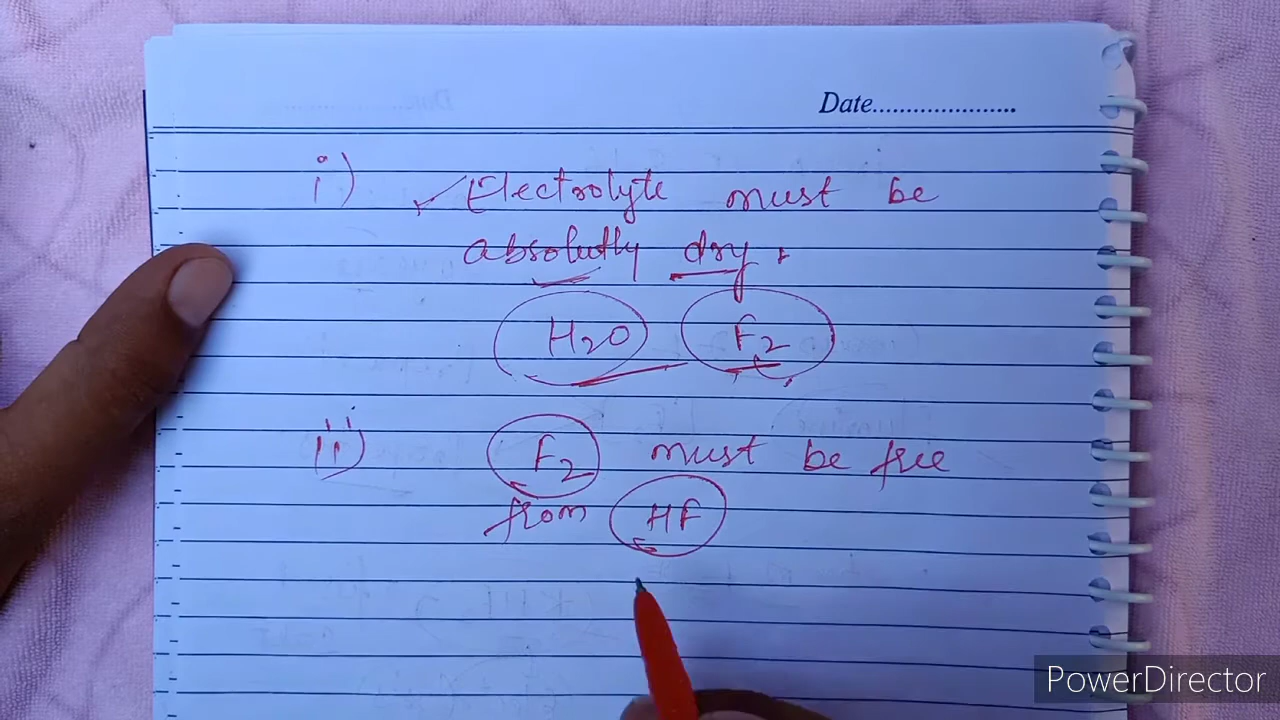 Date....................
i) Electrolyte must be
absolutly dry.
H2O F2
ii) F2 must be free
from HF
PowerDirector